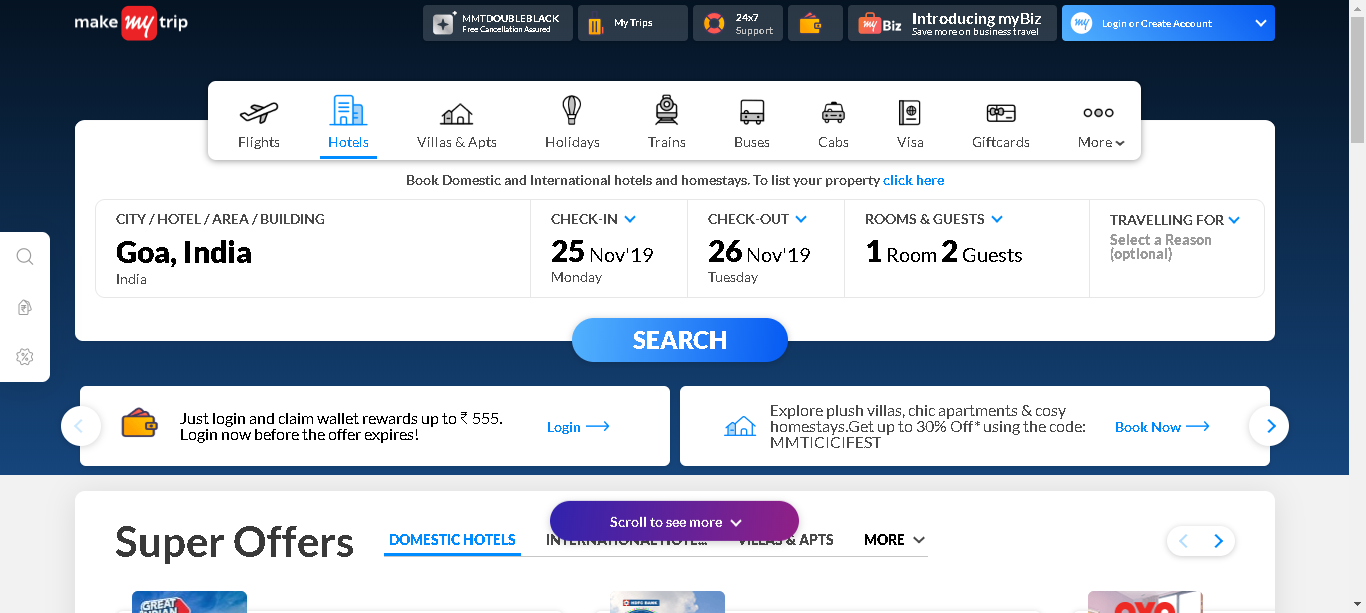 make my trip
MMTDOUBLEBLACK
Free Cancellation Assured
My Trips
24x7
Support
my Biz
Introducing myBiz
Save more on business travel
my
Login or Create Account
Flights
Hotels
Villas & Apts
Holidays
Trains
Buses
Cabs
Visa
Giftcards
More
Book Domestic and International hotels and homestays. To list your property click here
CITY / HOTEL / AREA / BUILDING
Goa, India
India
CHECK-IN
25 Nov'19
Monday
CHECK-OUT
26 Nov'19
Tuesday
ROOMS & GUESTS
1 Room 2 Guests
TRAVELLING FOR
Select a Reason
(optional)
SEARCH
Just login and claim wallet rewards up to ₹ 555.
Login now before the offer expires!
Login
Explore plush villas, chic apartments & cosy
homestays.Get up to 30% Off* using the code:
MMTICICIFEST
Book Now
Scroll to see more
Super Offers
DOMESTIC HOTELS
INTERNATIONAL HOTE...
VILLAS & APTS
MORE
GREAT
INDIAN
HDFC BANK
OYO